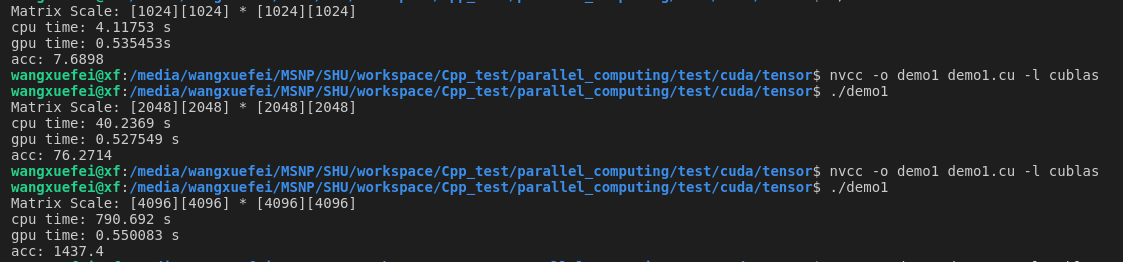 Matrix Scale: [1024][1024] * [1024][1024]
cpu time: 4.11753 s
gpu time: 0.535453s
acc: 7.6898
wangxuefei@xf:/media/wangxuefei/MSNP/SHU/workspace/Cpp_test/parallel_computing/test/cuda/tensor$ nvcc -o demo1 demo1.cu -l cublas
wangxuefei@xf:/media/wangxuefei/MSNP/SHU/workspace/Cpp_test/parallel_computing/test/cuda/tensor$ ./demo1
Matrix Scale: [2048][2048] * [2048][2048]
cpu time: 40.2369 s
gpu time: 0.527549 s
acc: 76.2714
wangxuefei@xf:/media/wangxuefei/MSNP/SHU/workspace/Cpp_test/parallel_computing/test/cuda/tensor$ nvcc -o demo1 demo1.cu -l cublas
wangxuefei@xf:/media/wangxuefei/MSNP/SHU/workspace/Cpp_test/parallel_computing/test/cuda/tensor$ ./demo1
Matrix Scale: [4096][4096] * [4096][4096]
cpu time: 790.692 s
gpu time: 0.550083 s
acc: 1437.4